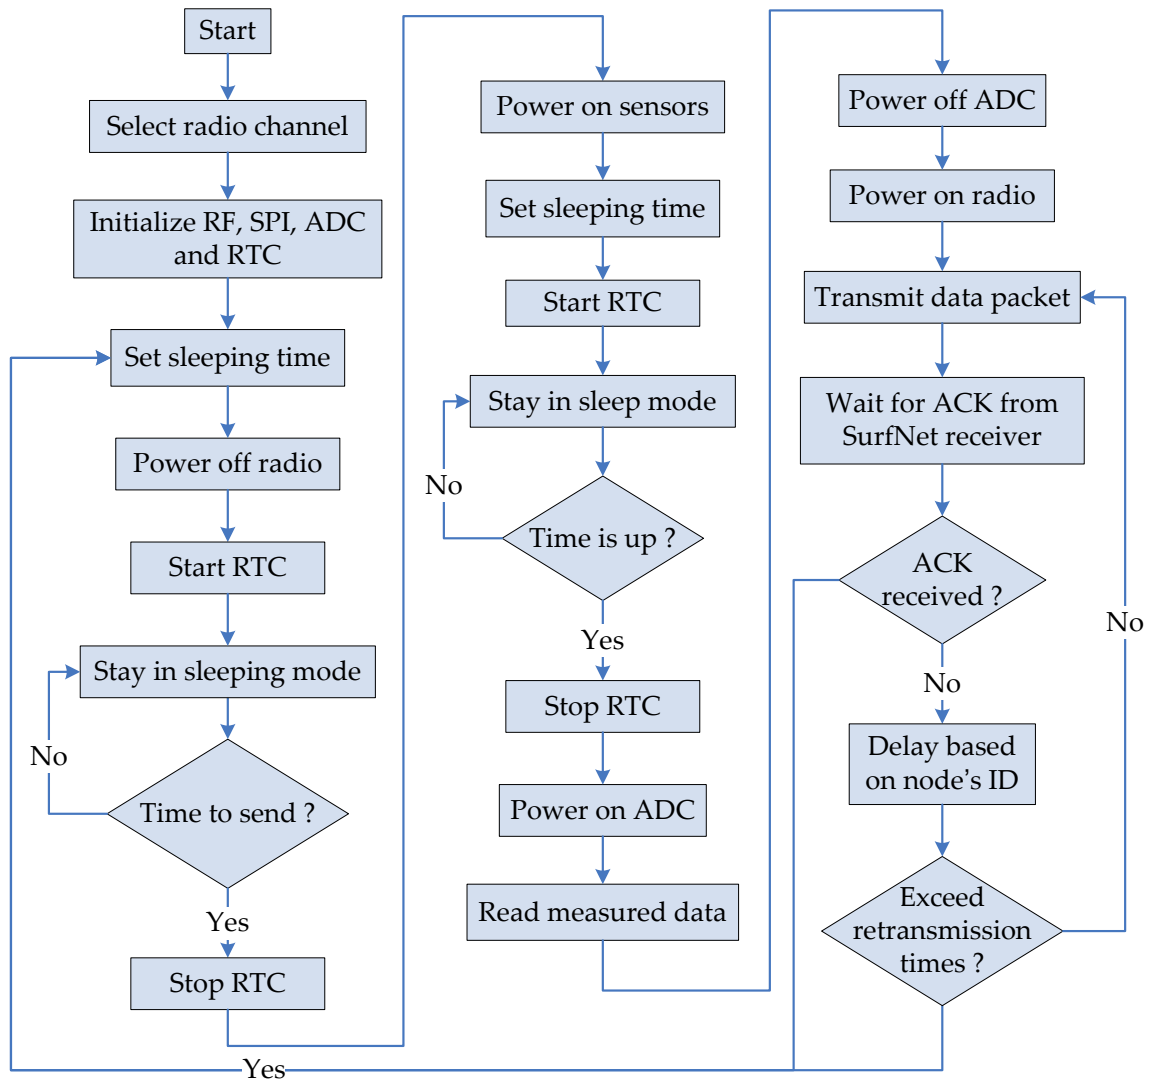 Start
Select radio channel
Initialize RF, SPI, ADC
and RTC
Set sleeping time
Power off radio
Start RTC
Stay in sleeping mode
No
Time to send ?
Yes
Stop RTC
Power on sensors
Set sleeping time
Start RTC
Stay in sleep mode
No
Time is up ?
Yes
Stop RTC
Power on ADC
Read measured data
Power off ADC
Power on radio
Transmit data packet
Wait for ACK from
SurfNet receiver
ACK
received ?
No
No
Delay based
on node's ID
Exceed
retransmission
times ?
Yes